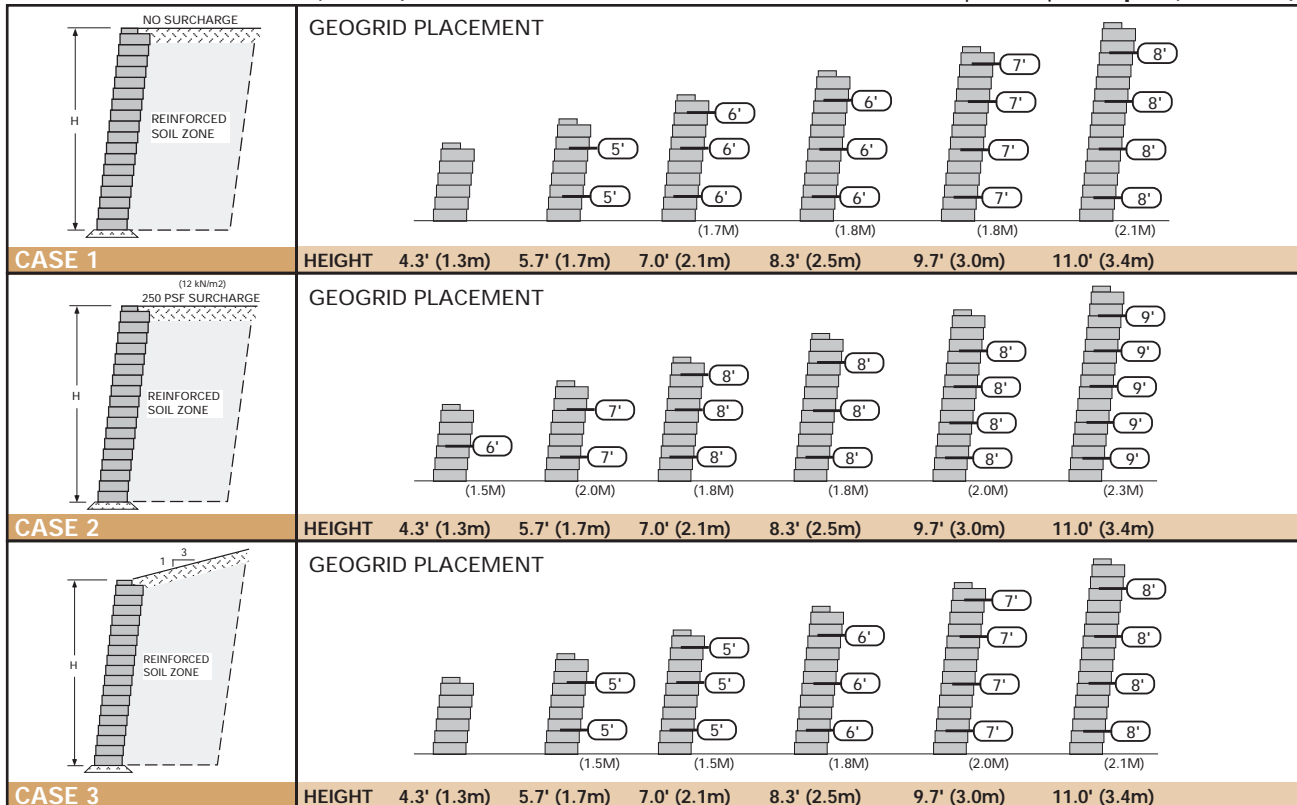 NO SURCHARGE
H
REINFORCED
SOIL ZONE
GEOGRID PLACEMENT
5'
5'
6'
6'
6'
6'
6'
6'
7'
7'
7'
7'
8'
8'
8'
8'
(1.7M) (1.8M) (1.8M) (2.1M)
CASE 1
HEIGHT 4.3' (1.3m) 5.7' (1.7m) 7.0' (2.1m) 8.3' (2.5m) 9.7' (3.0m) 11.0' (3.4m)
(12 kN/m2)
250 PSF SURCHARGE
H
REINFORCED
SOIL ZONE
GEOGRID PLACEMENT
6'
7'
7'
8'
8'
8'
8'
8'
8'
8'
8'
8'
8'
9'
9'
9'
9'
9'
(1.5M) (2.0M) (1.8M) (1.8M) (2.0M) (2.3M)
CASE 2
HEIGHT 4.3' (1.3m) 5.7' (1.7m) 7.0' (2.1m) 8.3' (2.5m) 9.7' (3.0m) 11.0' (3.4m)
3
1
H
REINFORCED
SOIL ZONE
GEOGRID PLACEMENT
5'
5'
5'
5'
5'
6'
6'
6'
7'
7'
7'
7'
8'
8'
8'
8'
(1.5M) (1.5M) (1.8M) (2.0M) (2.1M)
CASE 3
HEIGHT 4.3' (1.3m) 5.7' (1.7m) 7.0' (2.1m) 8.3' (2.5m) 9.7' (3.0m) 11.0' (3.4m)